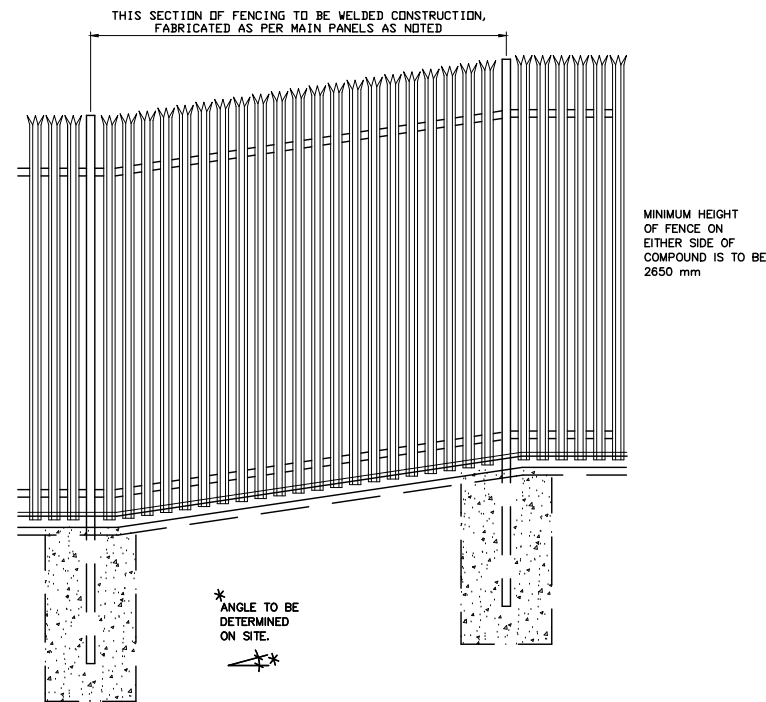 THIS SECTION OF FENCING TO BE WELDED CONSTRUCTION,
FABRICATED AS PER MAIN PANELS AS NOTED
MINIMUM HEIGHT
OF FENCE ON
EITHER SIDE OF
COMPOUND IS TO BE
2650 mm
* ANGLE TO BE
DETERMINED
ON SITE.
*